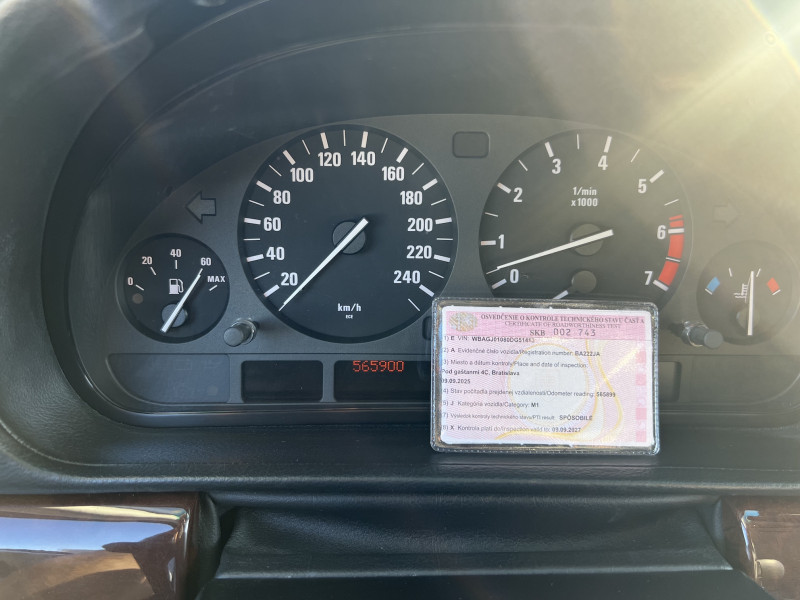 120 140
100 160
80 180
60 200
40 220
20 240
km/h
ECE
0 20 40 60 MAX
0 1 2 3 4 5 6 7
1/min
x1000
565900
OSVEDČENIE O KONTROLE TECHNICKÉHO STAVU ČASŤ A
CERTIFICATE OF ROADWORTHINESS TEST
SKB 002 743
(1) E VIN:
(2) A Evidenčné číslo vozidla/Registration number: BA222JA
(3) Miesto a dátum kontroly/Place and date of inspection
Pod gaštanmi 4C, Bratislava
09.09.2025
(4) Stav počítadla prejdenej vzdialenosti/Odometer reading: 565899
(5) J Kategória vozidla/Category: M1
(7) Výsledok kontroly technického stavu/PTI result: SPÔSOBILÉ
(8) X Kontrola platí do/Inspection valid to: 09.09.2027